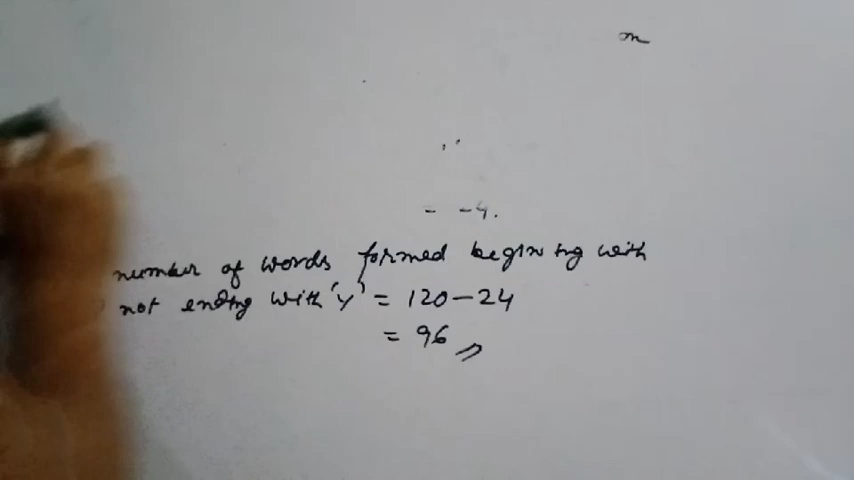 m
- - y.
number of words formed beginning with
not ending with 'y' = 120 - 24
= 96